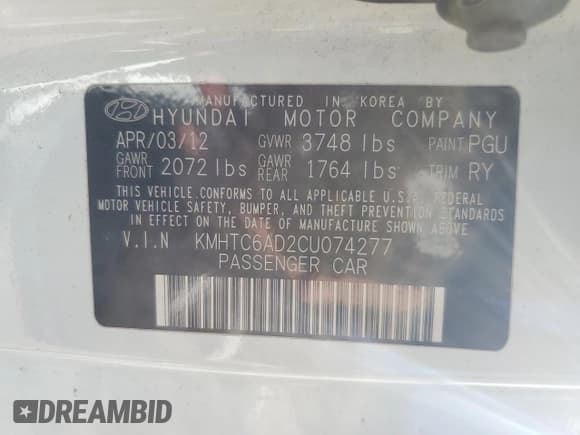 MANUFACTURED IN KOREA BY
HYUNDAI MOTOR COMPANY
APR/03/12 GVWR 3748 lbs PAINT PGU
GAWR FRONT 2072 lbs GAWR REAR 1764 lbs TRIM RY
THIS VEHICLE CONFORMS TO ALL APPLICABLE U.S.A. FEDERAL
MOTOR VEHICLE SAFETY, BUMPER, AND THEFT PREVENTION STANDARDS
IN EFFECT ON THE DATE OF MANUFACTURE SHOWN ABOVE.
V.I.N KMHTC6AD2CU074277
PASSENGER CAR
DREAMBID